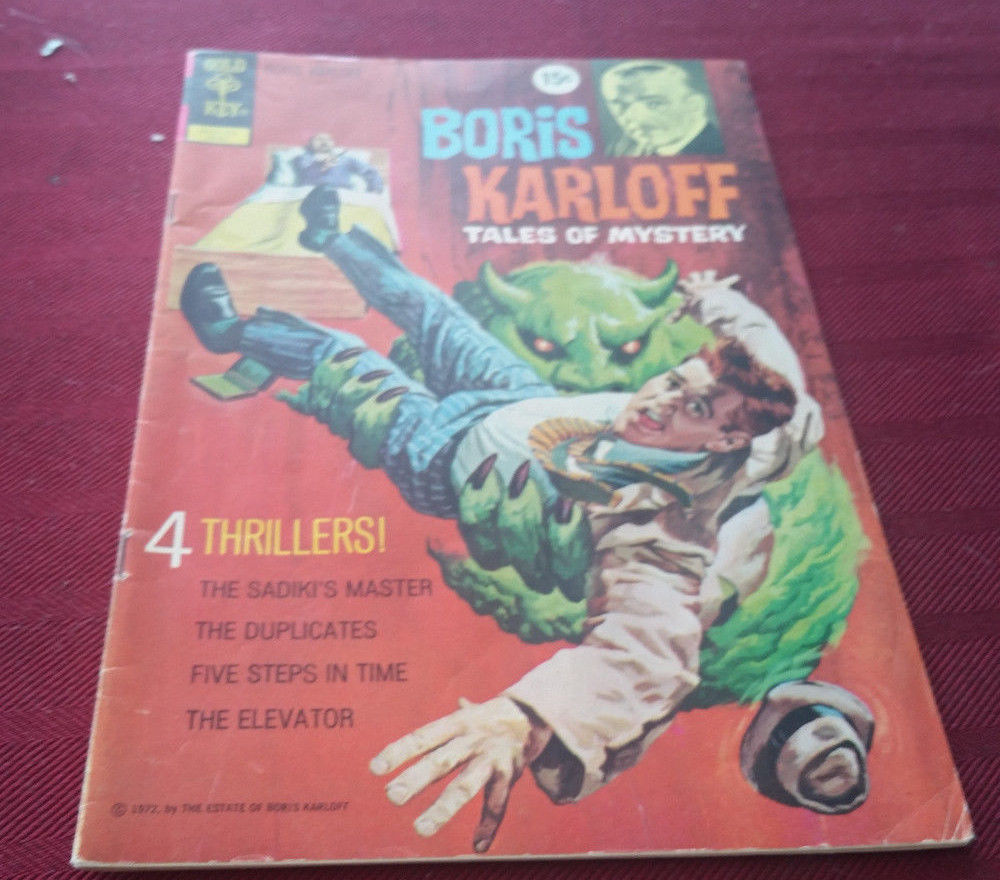 GOLD
KEY
15¢
BORIS
KARLOFF
TALES OF MYSTERY
4 THRILLERS!
THE SADIKI'S MASTER
THE DUPLICATES
FIVE STEPS IN TIME
THE ELEVATOR
© 1972, by THE ESTATE OF BORIS KARLOFF